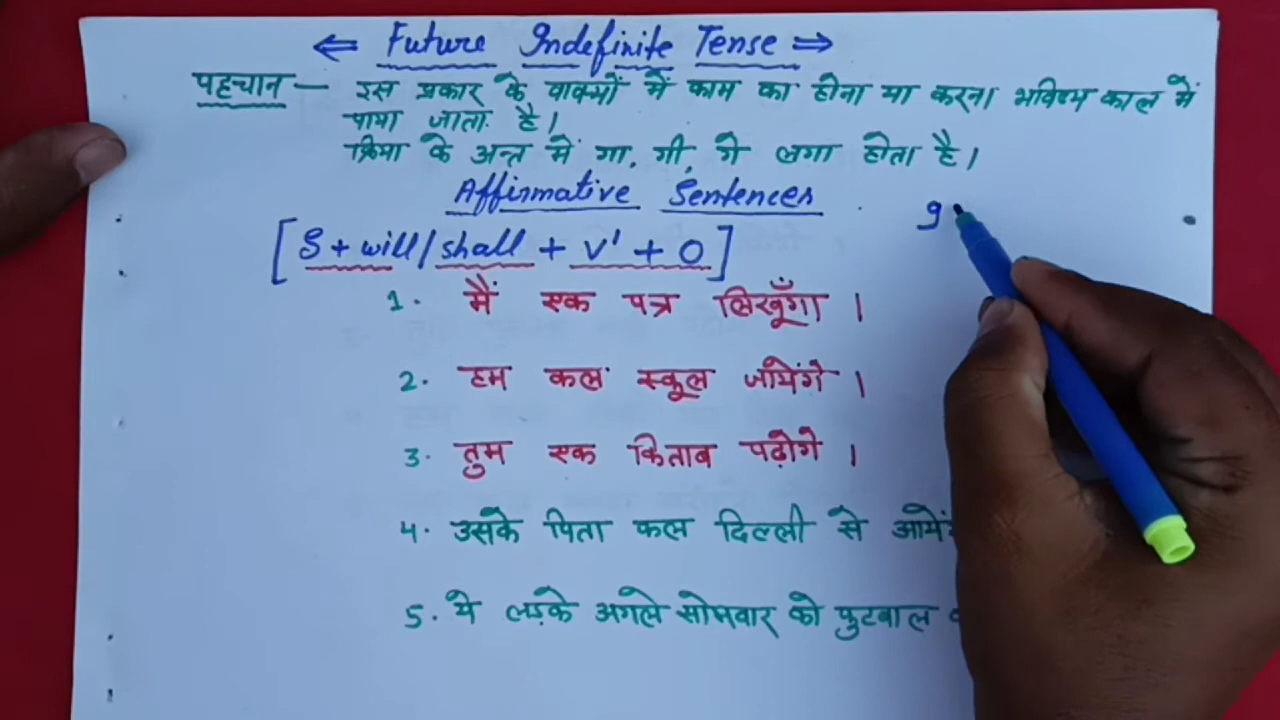 ⇐ Future Indefinite Tense ⇒
पहचान — इस प्रकार के वाक्यों में काम का होना या करना भविष्य काल में
पाया जाता है।
क्रिया के अन्त में गा, गी, गे लगा होता है।
Affirmative Sentences
[S + will/shall + V¹ + O]
1. मैं एक पत्र लिखूँगा ।
2. हम कल स्कूल जायेंगे ।
3. तुम एक किताब पढ़ोगे ।
4. उसके पिता कल दिल्ली से
5. ये लड़के अगले सोमवार को फुटबाल